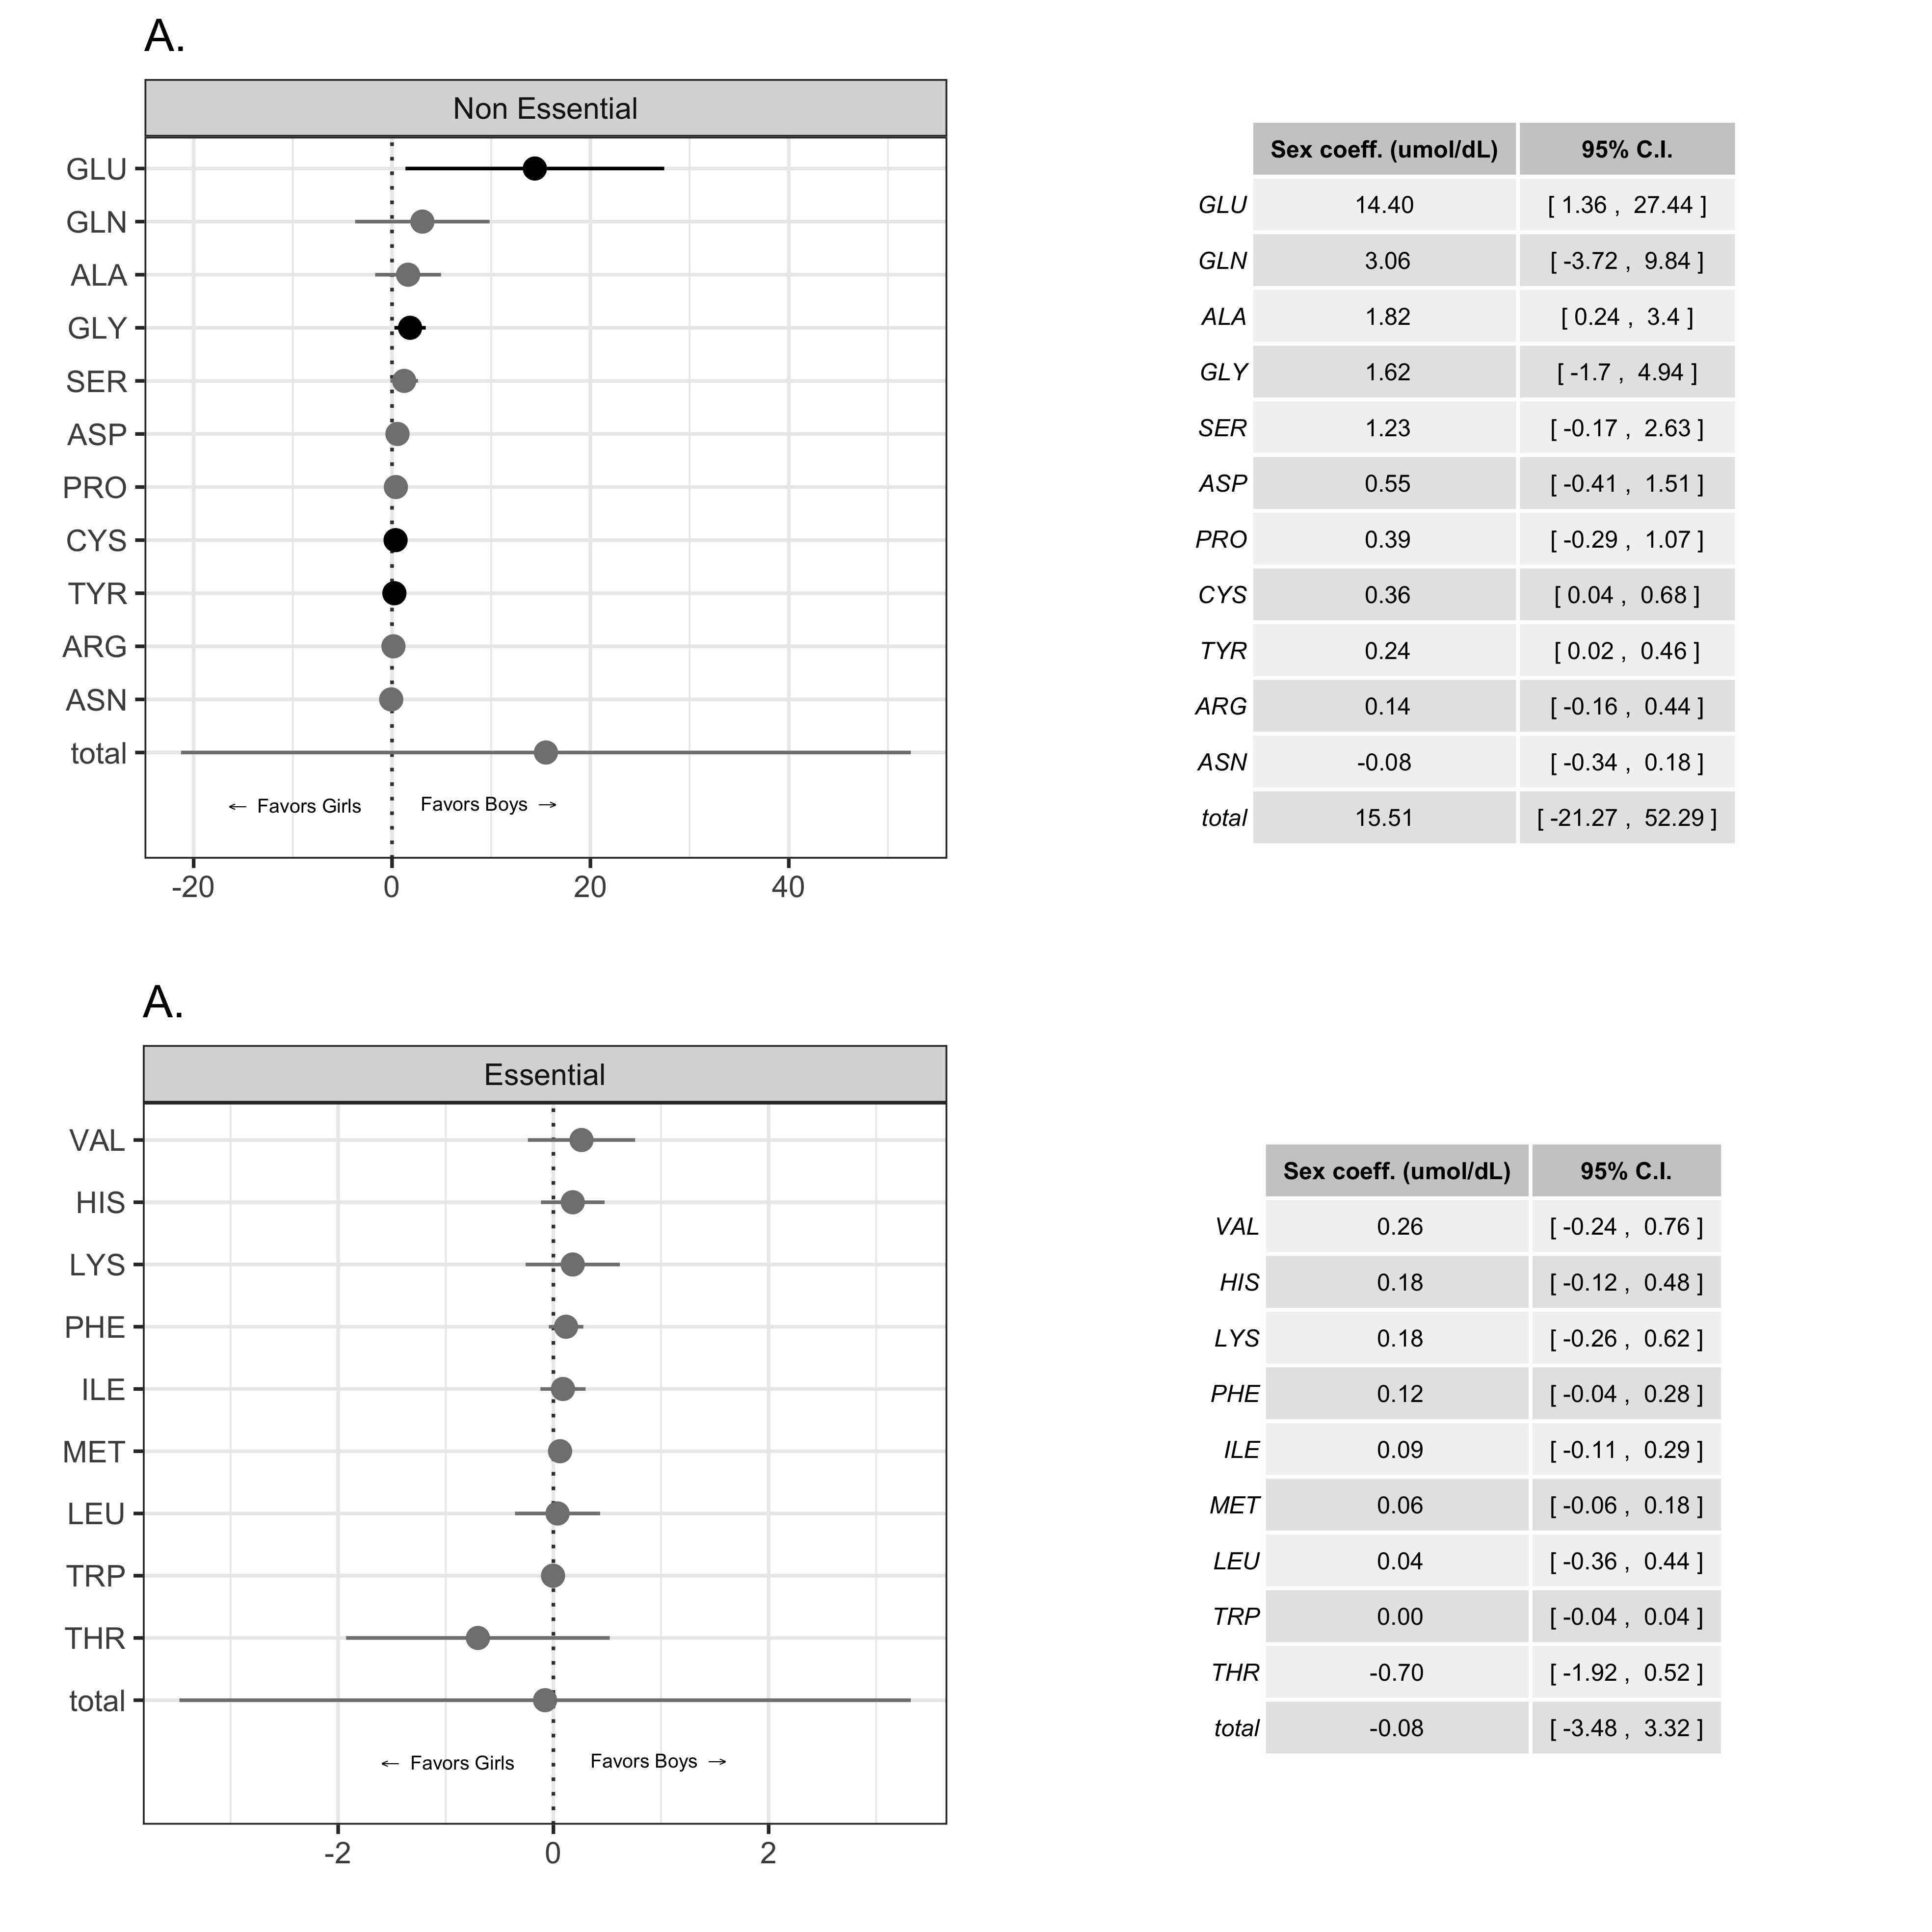 A.
Non Essential
GLU
GLN
ALA
GLY
SER
ASP
PRO
CYS
TYR
ARG
ASN
total
← Favors Girls Favors Boys →
-20 0 20 40
Sex coeff. (umol/dL) 95% C.I.
GLU 14.40 [ 1.36 , 27.44 ]
GLN 3.06 [ -3.72 , 9.84 ]
ALA 1.82 [ 0.24 , 3.4 ]
GLY 1.62 [ -1.7 , 4.94 ]
SER 1.23 [ -0.17 , 2.63 ]
ASP 0.55 [ -0.41 , 1.51 ]
PRO 0.39 [ -0.29 , 1.07 ]
CYS 0.36 [ 0.04 , 0.68 ]
TYR 0.24 [ 0.02 , 0.46 ]
ARG 0.14 [ -0.16 , 0.44 ]
ASN -0.08 [ -0.34 , 0.18 ]
total 15.51 [ -21.27 , 52.29 ]
A.
Essential
VAL
HIS
LYS
PHE
ILE
MET
LEU
TRP
THR
total
← Favors Girls Favors Boys →
-2 0 2
Sex coeff. (umol/dL) 95% C.I.
VAL 0.26 [ -0.24 , 0.76 ]
HIS 0.18 [ -0.12 , 0.48 ]
LYS 0.18 [ -0.26 , 0.62 ]
PHE 0.12 [ -0.04 , 0.28 ]
ILE 0.09 [ -0.11 , 0.29 ]
MET 0.06 [ -0.06 , 0.18 ]
LEU 0.04 [ -0.36 , 0.44 ]
TRP 0.00 [ -0.04 , 0.04 ]
THR -0.70 [ -1.92 , 0.52 ]
total -0.08 [ -3.48 , 3.32 ]